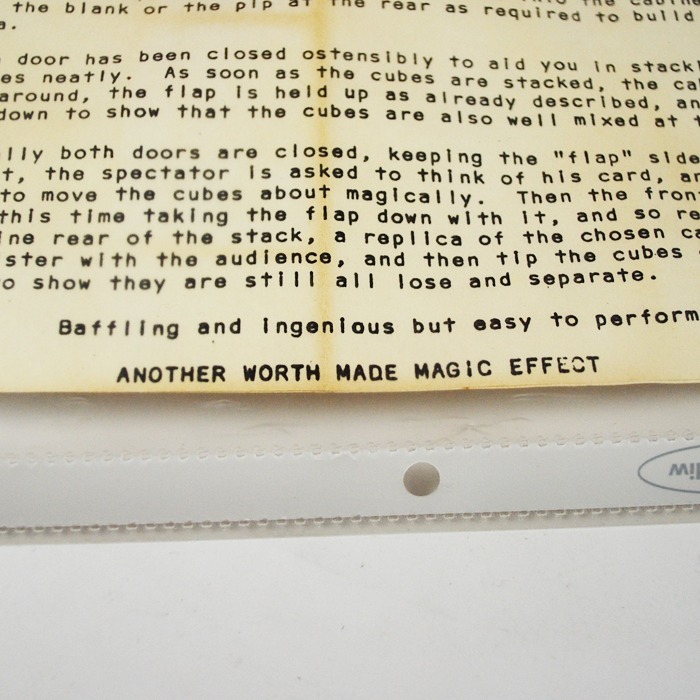 the blank or the pip at the rear as required to build
a.
door has been closed ostensibly to aid you in stack
es neatly. As soon as the cubes are stacked, the ca
around, the flap is held up as already described, an
down to show that the cubes are also well mixed at t
lly both doors are closed, keeping the "flap" side
t, the spectator is asked to think of his card, an
to move the cubes about magically. Then the fron
this time taking the flap down with it, and so re
ine rear of the stack, a replica of the chosen ca
ster with the audience, and then tip the cubes
o show they are still all lose and separate.
Baffling and ingenious but easy to perform
ANOTHER WORTH MADE MAGIC EFFECT
wil